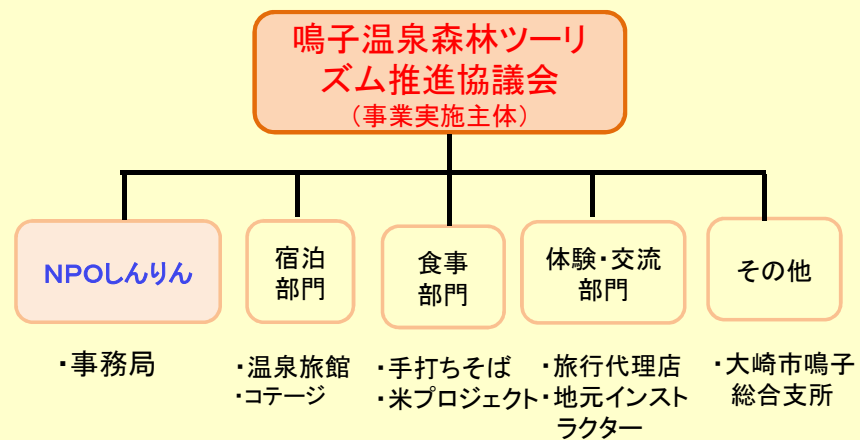 鳴子温泉森林ツーリ
ズム推進協議会
(事業実施主体)
NPOしんりん
宿泊
部門
食事
部門
体験・交流
部門
その他
・事務局
・温泉旅館
・コテージ
・手打ちそば
・米プロジェクト
・旅行代理店
・地元インスト
ラクター
・大崎市鳴子
総合支所